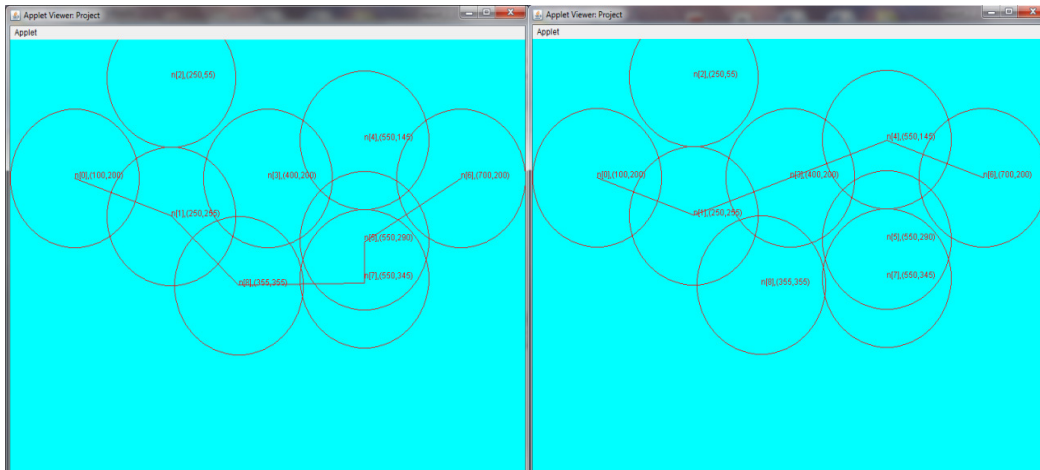 Applet Viewer: Project
Applet
n[2],(250,55)
n[4],(550,145)
n[0],(100,200)
n[3],(400,200)
n[6],(700,200)
n[1],(250,255)
n[5],(550,290)
n[7],(550,345)
n[8],(355,355)
Applet Viewer: Project
Applet
n[2],(250,55)
n[4],(550,145)
n[0],(100,200)
n[3],(400,200)
n[6],(700,200)
n[1],(250,255)
n[5],(550,290)
n[7],(550,345)
n[8],(355,355)